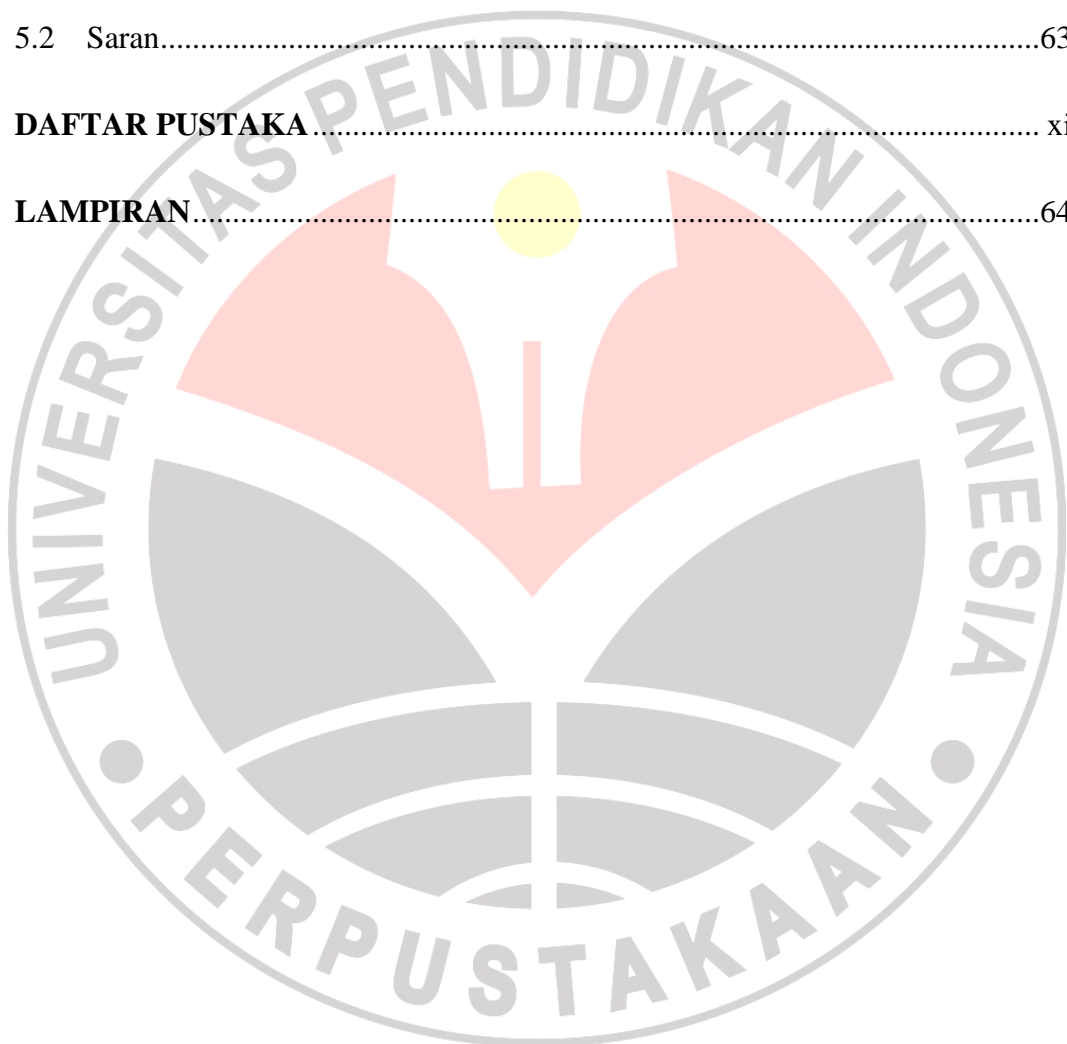 5.2 Saran.....................................................................................................................63
DAFTAR PUSTAKA ............................................................................................ xi
LAMPIRAN...........................................................................................................64
UNIVERSITAS PENDIDIKAN INDONESIA
• PERPUSTAKAAN •